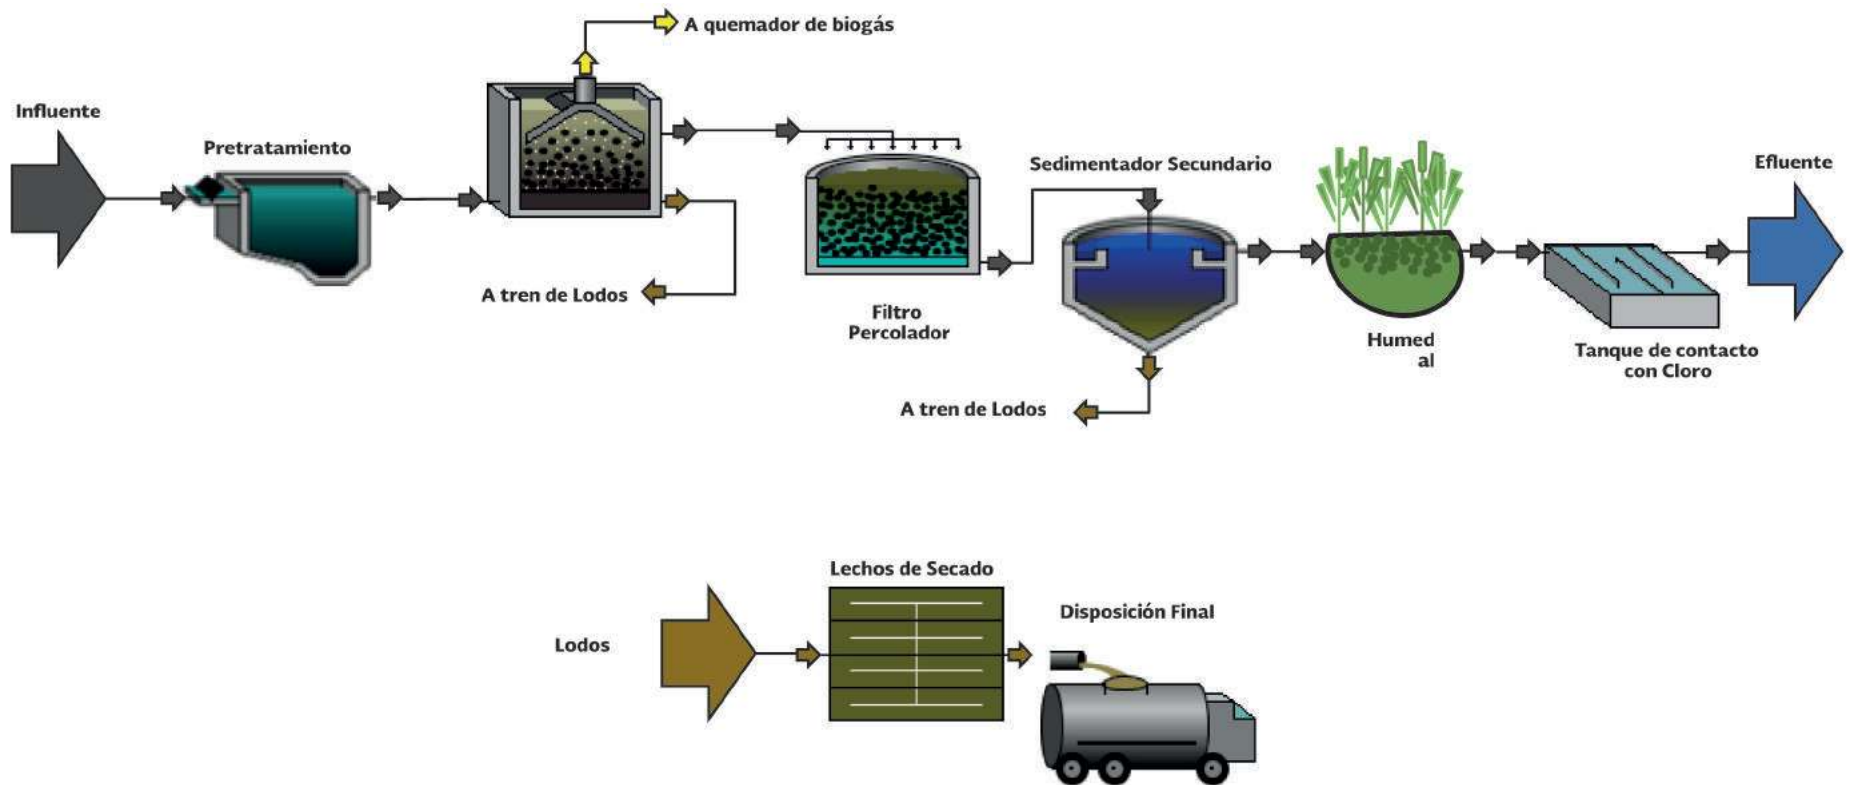 A quemador de biogás
Influente
Pretratamiento
Sedimentador Secundario
Efluente
A tren de Lodos
Filtro
Percolador
Humed
al
Tanque de contacto
con Cloro
A tren de Lodos
Lechos de Secado
Disposición Final
Lodos